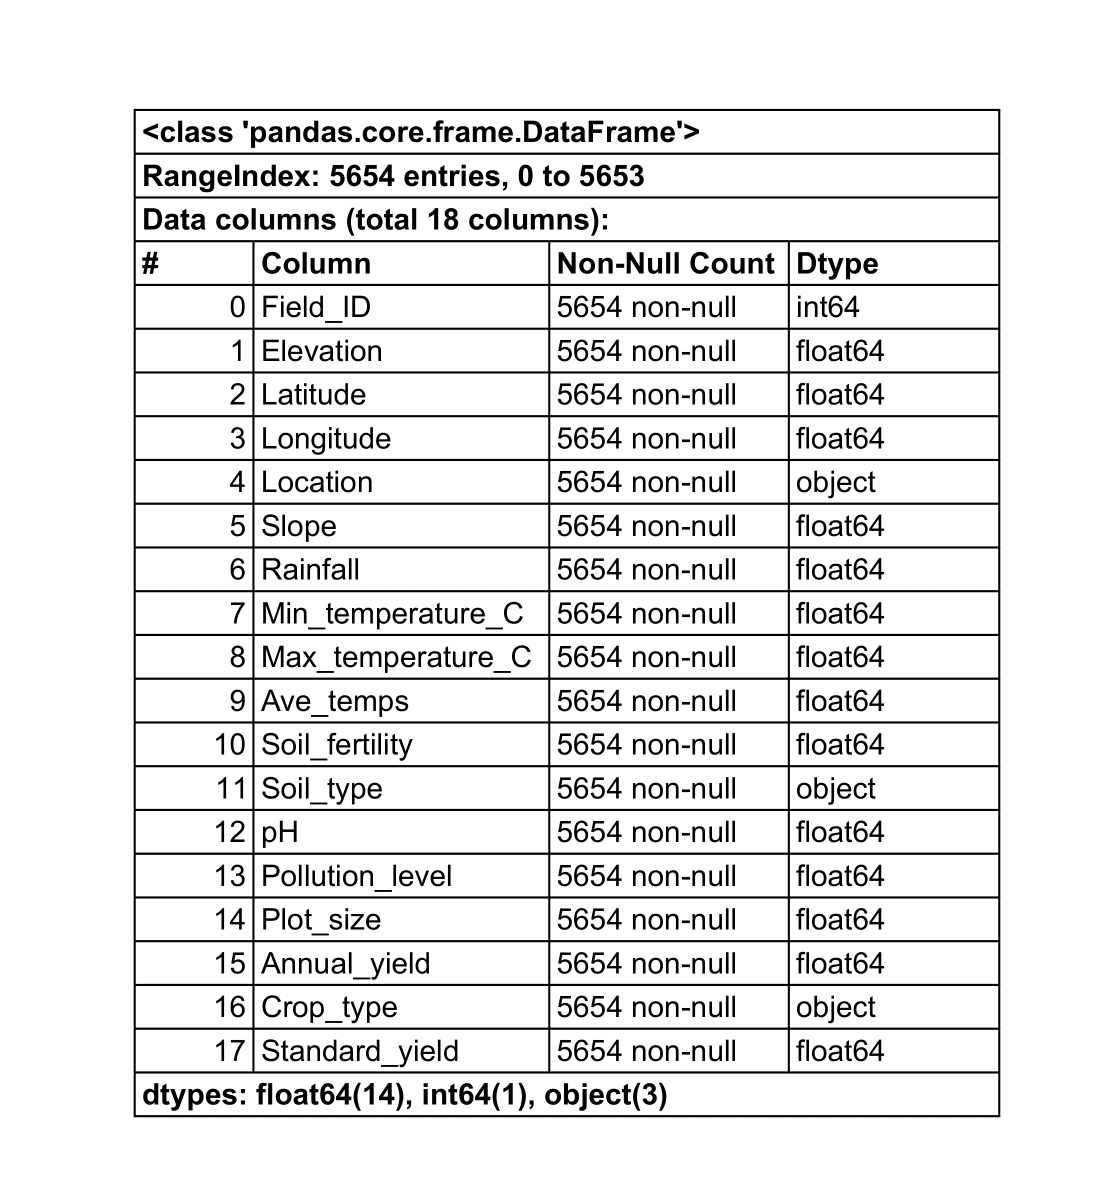 <class 'pandas.core.frame.DataFrame'>
RangeIndex: 5654 entries, 0 to 5653
Data columns (total 18 columns):
# Column Non-Null Count Dtype
0 Field_ID 5654 non-null int64
1 Elevation 5654 non-null float64
2 Latitude 5654 non-null float64
3 Longitude 5654 non-null float64
4 Location 5654 non-null object
5 Slope 5654 non-null float64
6 Rainfall 5654 non-null float64
7 Min_temperature_C 5654 non-null float64
8 Max_temperature_C 5654 non-null float64
9 Ave_temps 5654 non-null float64
10 Soil_fertility 5654 non-null float64
11 Soil_type 5654 non-null object
12 pH 5654 non-null float64
13 Pollution_level 5654 non-null float64
14 Plot_size 5654 non-null float64
15 Annual_yield 5654 non-null float64
16 Crop_type 5654 non-null object
17 Standard_yield 5654 non-null float64
dtypes: float64(14), int64(1), object(3)